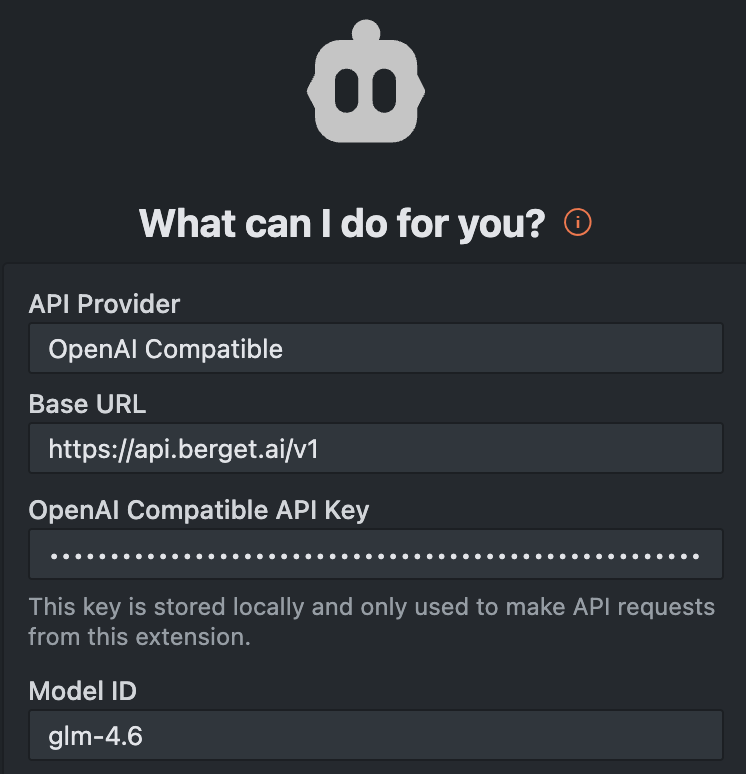 What can I do for you?
API Provider
OpenAI Compatible
Base URL
https://api.berget.ai/v1
OpenAI Compatible API Key
This key is stored locally and only used to make API requests
from this extension.
Model ID
glm-4.6